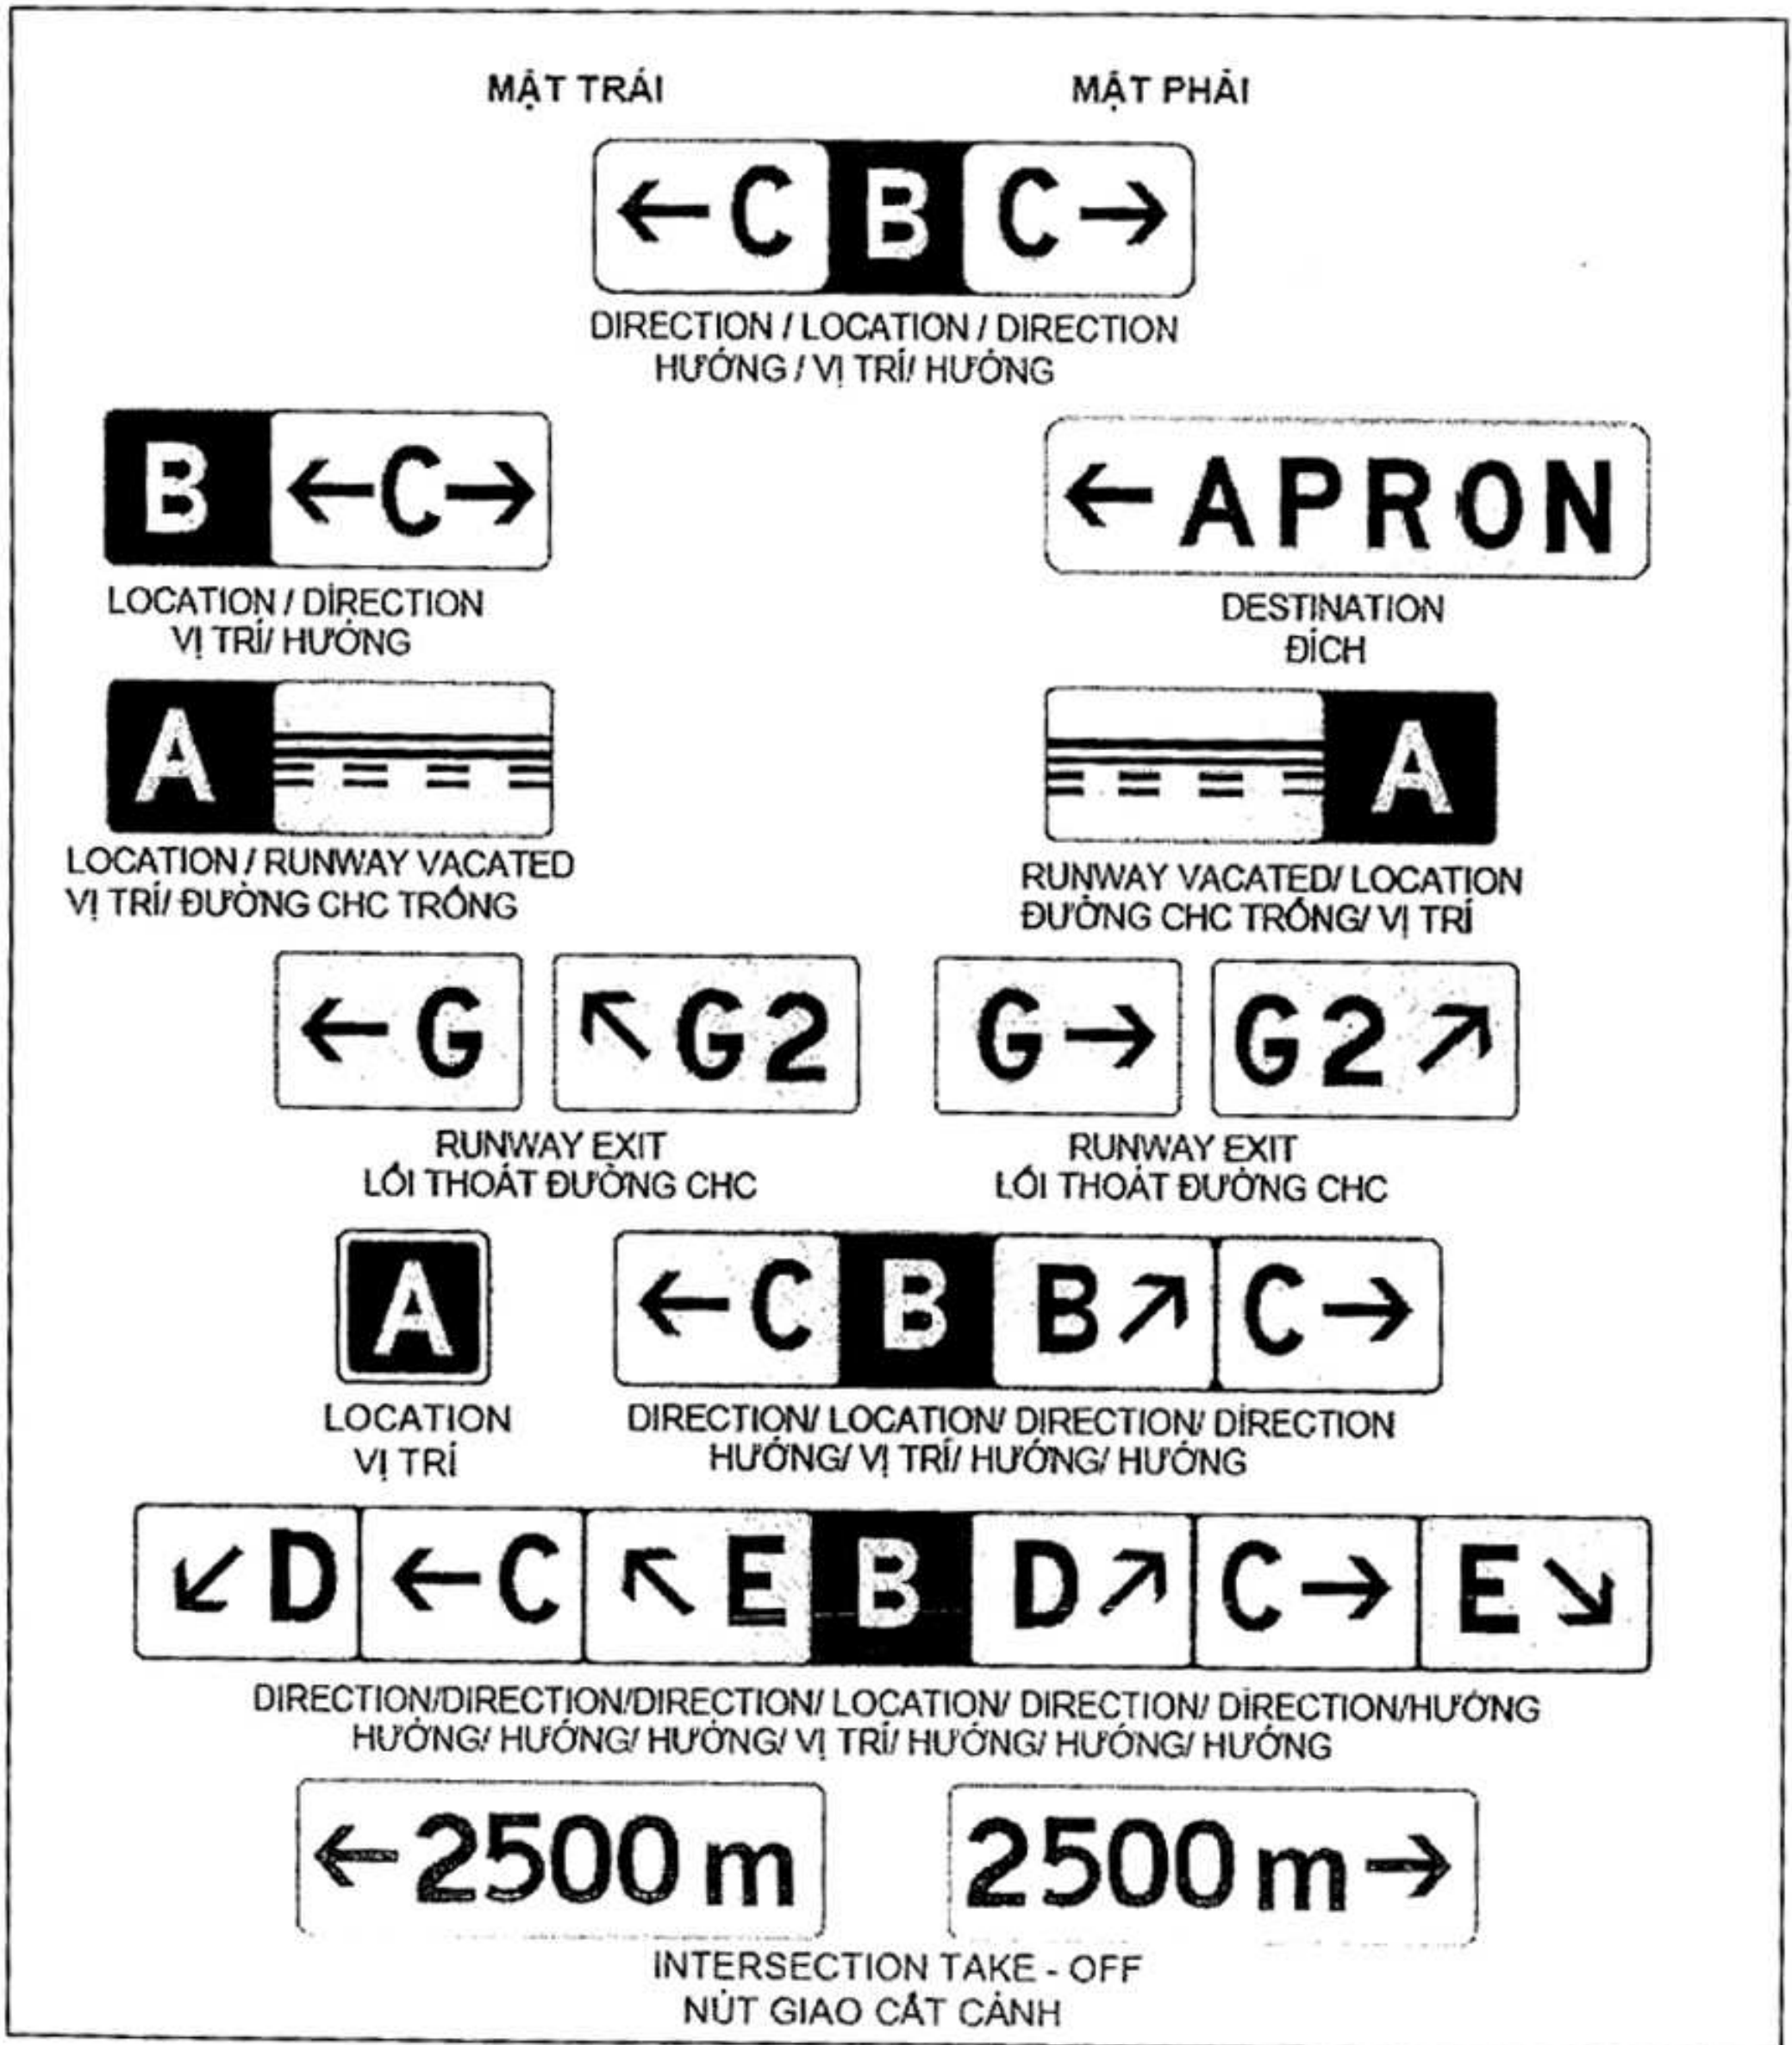 MẶT TRÁI MẶT PHẢI
←C B C→
DIRECTION / LOCATION / DIRECTION
HƯỚNG / VỊ TRÍ/ HƯỚNG
B ←C→ ←APRON
LOCATION / DIRECTION
VỊ TRÍ/ HƯỚNG
DESTINATION
ĐÍCH
A A
LOCATION / RUNWAY VACATED
VỊ TRÍ/ ĐƯỜNG CHC TRỐNG
RUNWAY VACATED/ LOCATION
ĐƯỜNG CHC TRỐNG/ VỊ TRÍ
←G ↖G2 G→ G2↗
RUNWAY EXIT
LỐI THOÁT ĐƯỜNG CHC
RUNWAY EXIT
LỐI THOÁT ĐƯỜNG CHC
A ←C B B↗ C→
LOCATION
VỊ TRÍ
DIRECTION/ LOCATION/ DIRECTION/ DIRECTION
HƯỚNG/ VỊ TRÍ/ HƯỚNG/ HƯỚNG
↙D ←C ↖E B D↗ C→ E↘
DIRECTION/DIRECTION/DIRECTION/ LOCATION/ DIRECTION/ DIRECTION/HƯỚNG
HƯỚNG/ HƯỚNG/ HƯỚNG/ VỊ TRÍ/ HƯỚNG/ HƯỚNG/ HƯỚNG
←2500 m 2500 m→
INTERSECTION TAKE - OFF
NÚT GIAO CẤT CÁNH